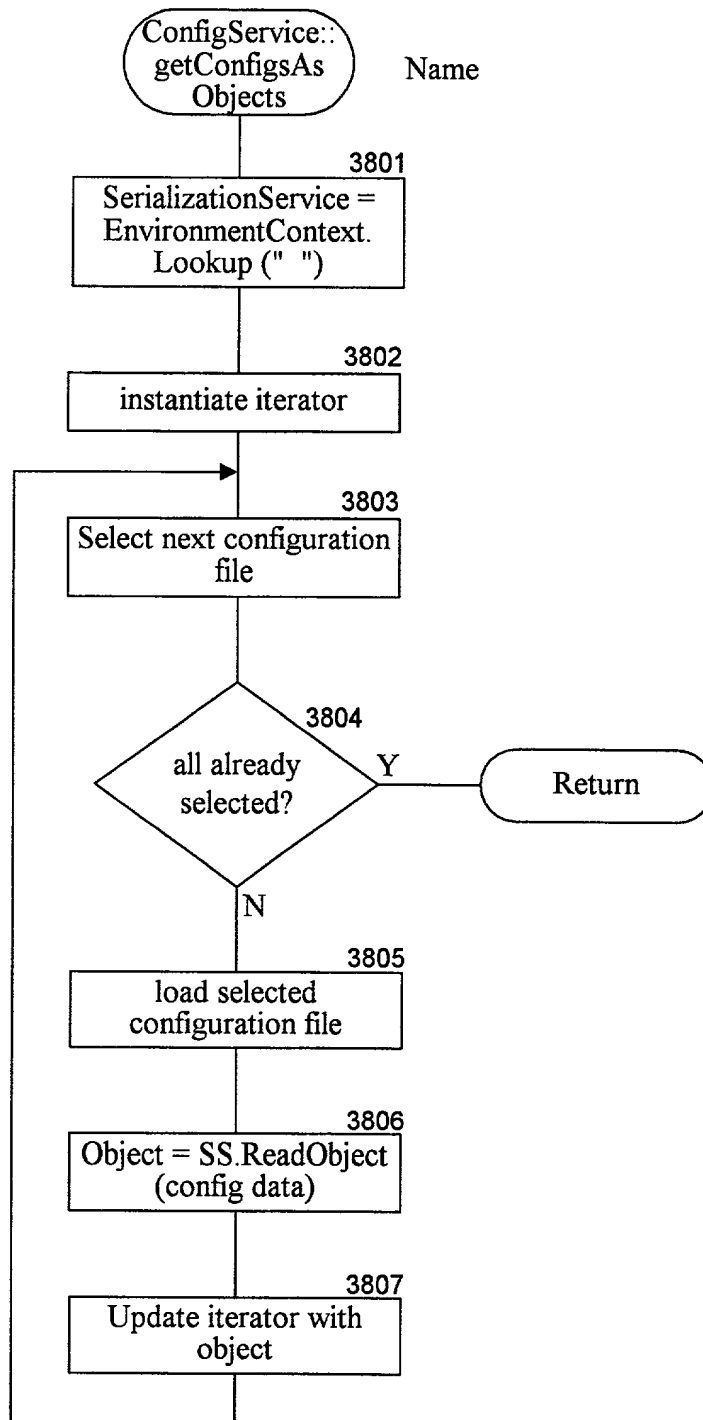 ConfigService::
getConfigsAs
Objects
Name
3801
SerializationService =
EnvironmentContext.
Lookup (" ")
3802
instantiate iterator
3803
Select next configuration
file
3804
all already
selected?
Y
Return
N
3805
load selected
configuration file
3806
Object = SS.ReadObject
(config data)
3807
Update iterator with
object